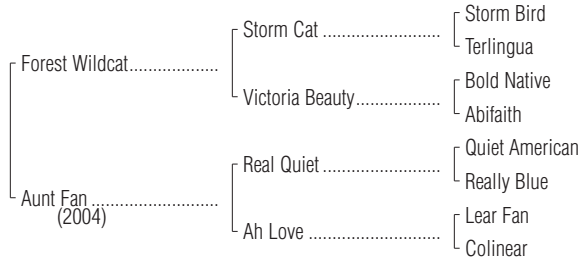 Storm Bird
Storm Cat ..........................
Terlingua
Forest Wildcat....................
Bold Native
Victoria Beauty...................
Abifaith
Quiet American
Real Quiet ..........................
Really Blue
Aunt Fan ............................
(2004)
Lear Fan
Ah Love .............................
Colinear